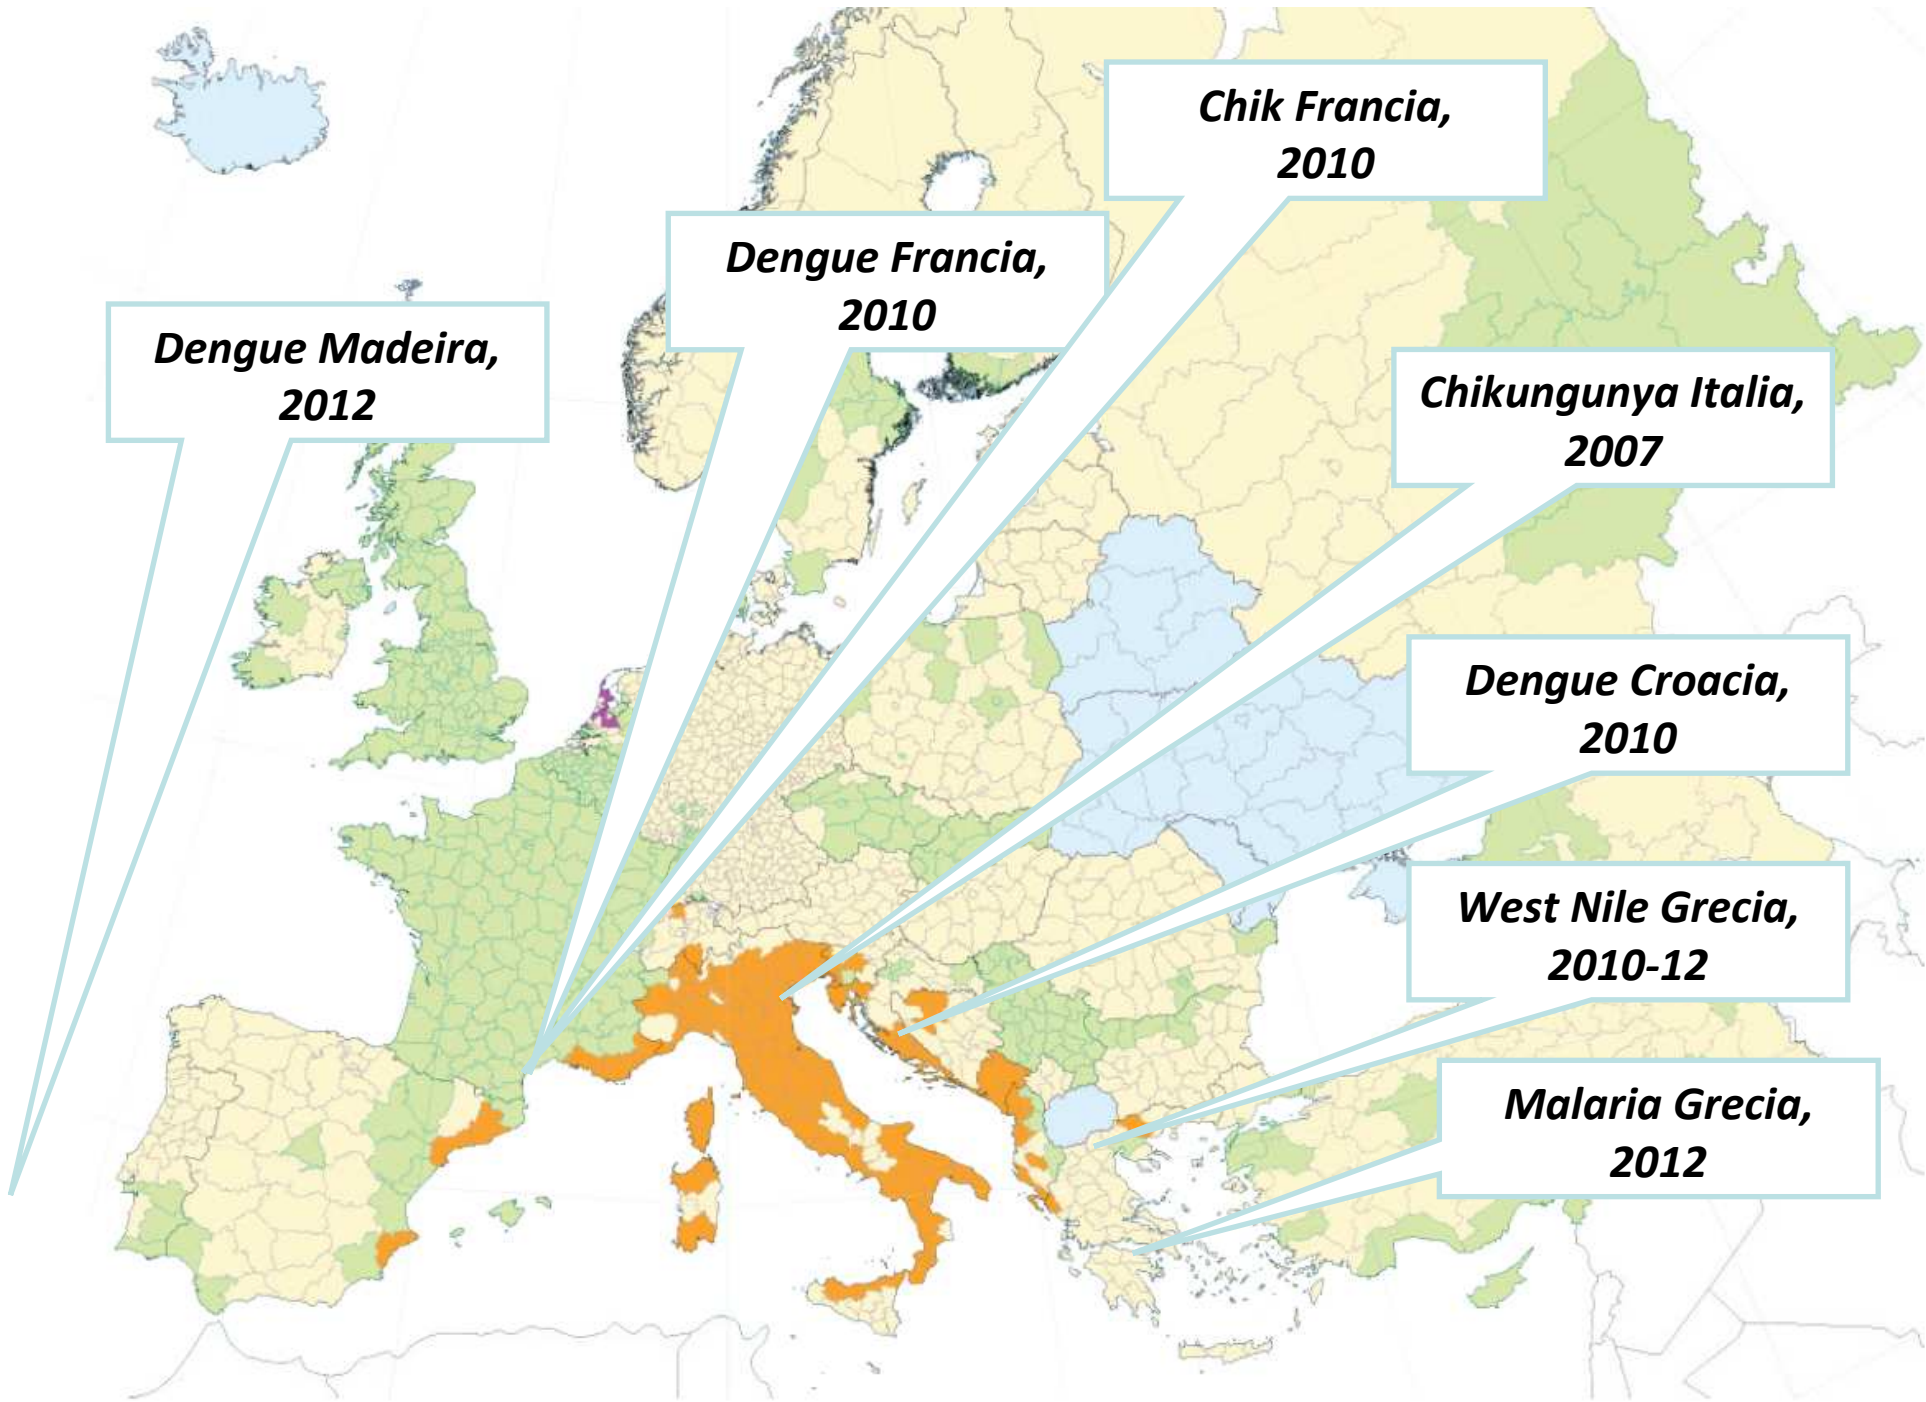 Chik Francia,
2010
Dengue Francia,
2010
Dengue Madeira,
2012
Chikungunya Italia,
2007
Dengue Croacia,
2010
West Nile Grecia,
2010-12
Malaria Grecia,
2012